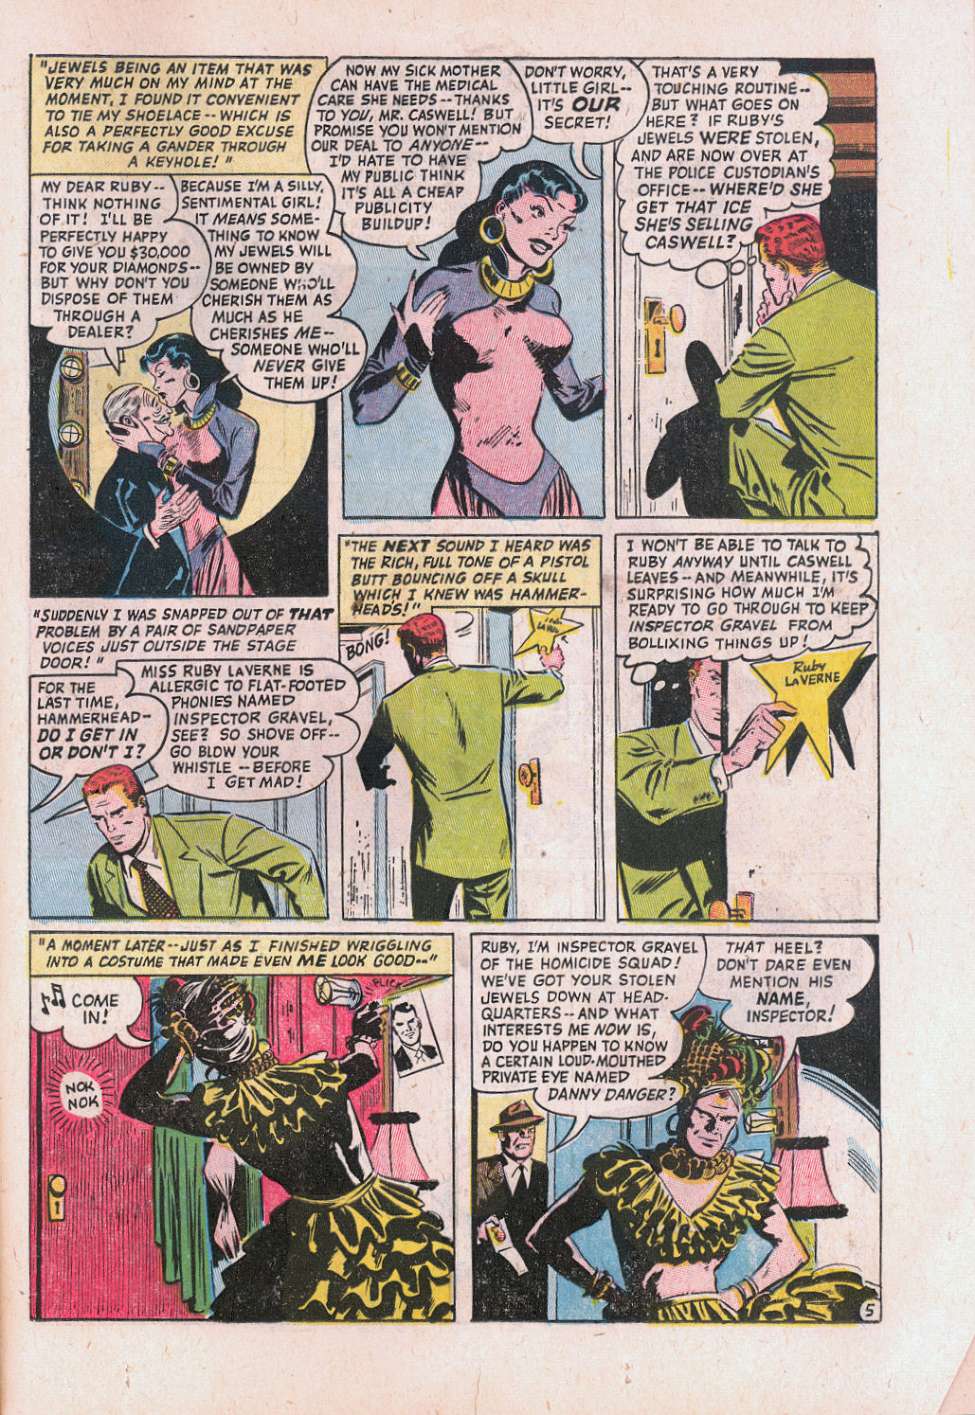 "JEWELS BEING AN ITEM THAT WAS
VERY MUCH ON MY MIND AT THE
MOMENT, I FOUND IT CONVENIENT
TO TIE MY SHOELACE--WHICH IS
ALSO A PERFECTLY GOOD EXCUSE
FOR TAKING A GANDER THROUGH
A KEYHOLE!"
MY DEAR RUBY--
THINK NOTHING
OF IT! I'LL BE
PERFECTLY HAPPY
TO GIVE YOU $30,000
FOR YOUR DIAMONDS--
BUT WHY DON'T YOU
DISPOSE OF THEM
THROUGH A
DEALER?
BECAUSE I'M A SILLY,
SENTIMENTAL GIRL!
IT MEANS SOME-
THING TO KNOW
MY JEWELS WILL
BE OWNED BY
SOMEONE WHO'LL
CHERISH THEM AS
MUCH AS HE
CHERISHES ME--
SOMEONE WHO'LL
NEVER GIVE
THEM UP!
NOW MY SICK MOTHER
CAN HAVE THE MEDICAL
CARE SHE NEEDS--THANKS
TO YOU, MR. CASWELL! BUT
PROMISE YOU WON'T MENTION
OUR DEAL TO ANYONE--
I'D HATE TO HAVE
MY PUBLIC THINK
IT'S ALL A CHEAP
PUBLICITY
BUILDUP!
DON'T WORRY,
LITTLE GIRL--
IT'S OUR
SECRET!
THAT'S A VERY
TOUCHING ROUTINE--
BUT WHAT GOES ON
HERE? IF RUBY'S
JEWELS WERE STOLEN,
AND ARE NOW OVER AT
THE POLICE CUSTODIAN'S
OFFICE--WHERE'D SHE
GET THAT ICE
SHE'S SELLING
CASWELL?
"SUDDENLY I WAS SNAPPED OUT OF THAT
PROBLEM BY A PAIR OF SANDPAPER
VOICES JUST OUTSIDE THE STAGE
DOOR!"
FOR THE
LAST TIME,
HAMMERHEAD--
DO I GET IN
OR DON'T I?
MISS RUBY LAVERNE IS
ALLERGIC TO FLAT-FOOTED
PHONIES NAMED
INSPECTOR GRAVEL,
SEE? SO SHOVE OFF--
GO BLOW YOUR
WHISTLE--BEFORE
I GET MAD!
"THE NEXT SOUND I HEARD WAS
THE RICH, FULL TONE OF A PISTOL
BUTT BOUNCING OFF A SKULL
WHICH I KNEW WAS HAMMER-
HEAD'S!"
BONG!
I WON'T BE ABLE TO TALK TO
RUBY ANYWAY UNTIL CASWELL
LEAVES--AND MEANWHILE, IT'S
SURPRISING HOW MUCH I'M
READY TO GO THROUGH TO KEEP
INSPECTOR GRAVEL FROM
BOLLIXING THINGS UP!
Ruby
LAVERNE
"A MOMENT LATER--JUST AS I FINISHED WRIGGLING
INTO A COSTUME THAT MADE EVEN ME LOOK GOOD--"
COME
IN!
NOK
NOK
FLICK
RUBY, I'M INSPECTOR GRAVEL
OF THE HOMICIDE SQUAD!
WE'VE GOT YOUR STOLEN
JEWELS DOWN AT HEAD-
QUARTERS--AND WHAT
INTERESTS ME NOW IS,
DO YOU HAPPEN TO KNOW
A CERTAIN LOUD-MOUTHED
PRIVATE EYE NAMED
DANNY DANGER?
THAT HEEL?
DON'T DARE EVEN
MENTION HIS
NAME,
INSPECTOR!
5